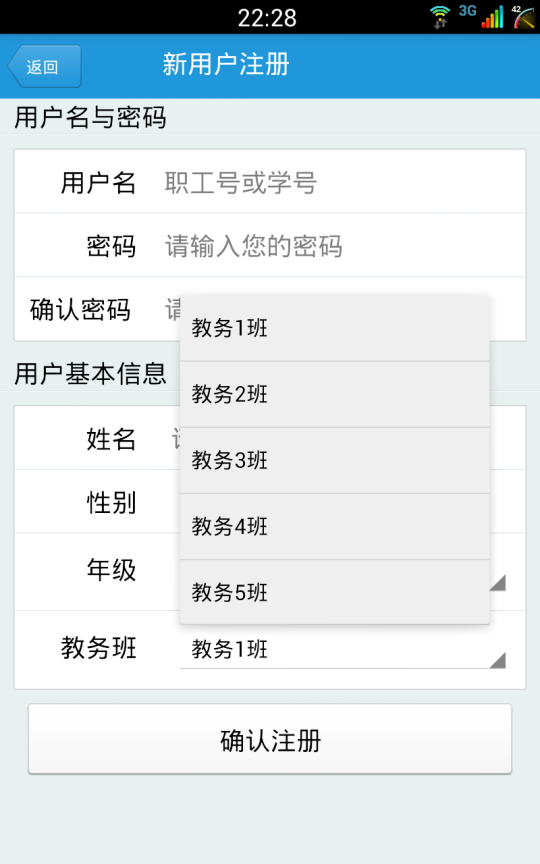 22:28
3G
42
返回
新用户注册
用户名与密码
用户名 职工号或学号
密码 请输入您的密码
确认密码 请
教务1班
用户基本信息
教务2班
姓名
教务3班
性别
教务4班
年级
教务5班
教务班 教务1班
确认注册